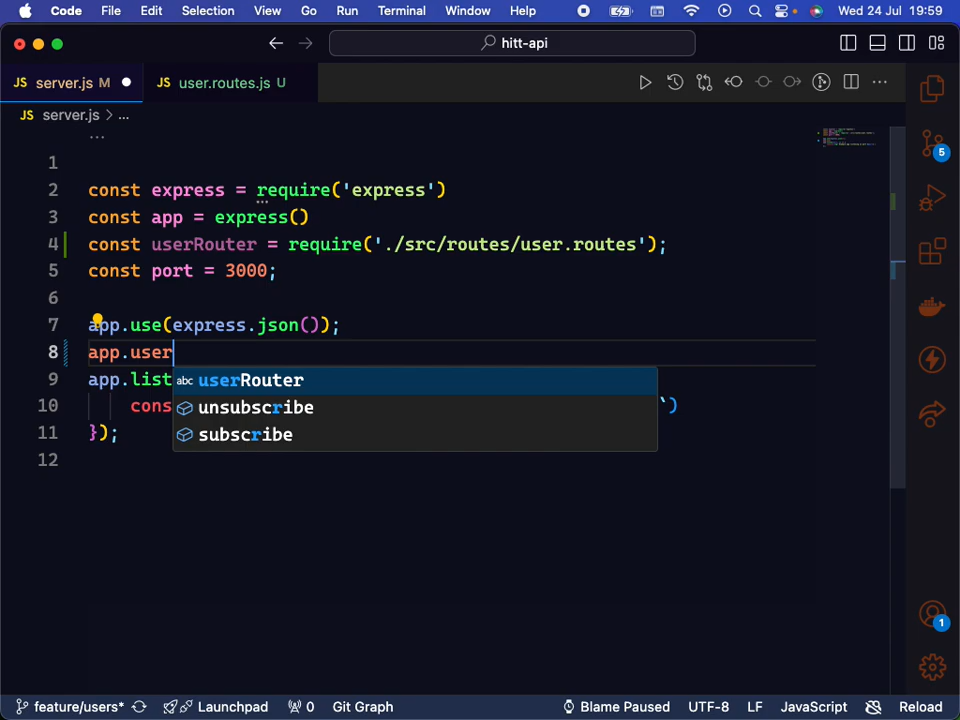 Code File Edit Selection View Go Run Terminal Window Help Wed 24 Jul 19:59
hitt-api
JS server.js M JS user.routes.js U
JS server.js > ...
...
1
2 const express = require('express')
3 const app = express()
4 const userRouter = require('./src/routes/user.routes');
5 const port = 3000;
6
7 app.use(express.json());
8 app.user
9 app.list
abc userRouter
10 cons `)
unsubscribe
subscribe
11 });
12
5
1
feature/users* Launchpad 0 Git Graph Blame Paused UTF-8 LF JavaScript Reload